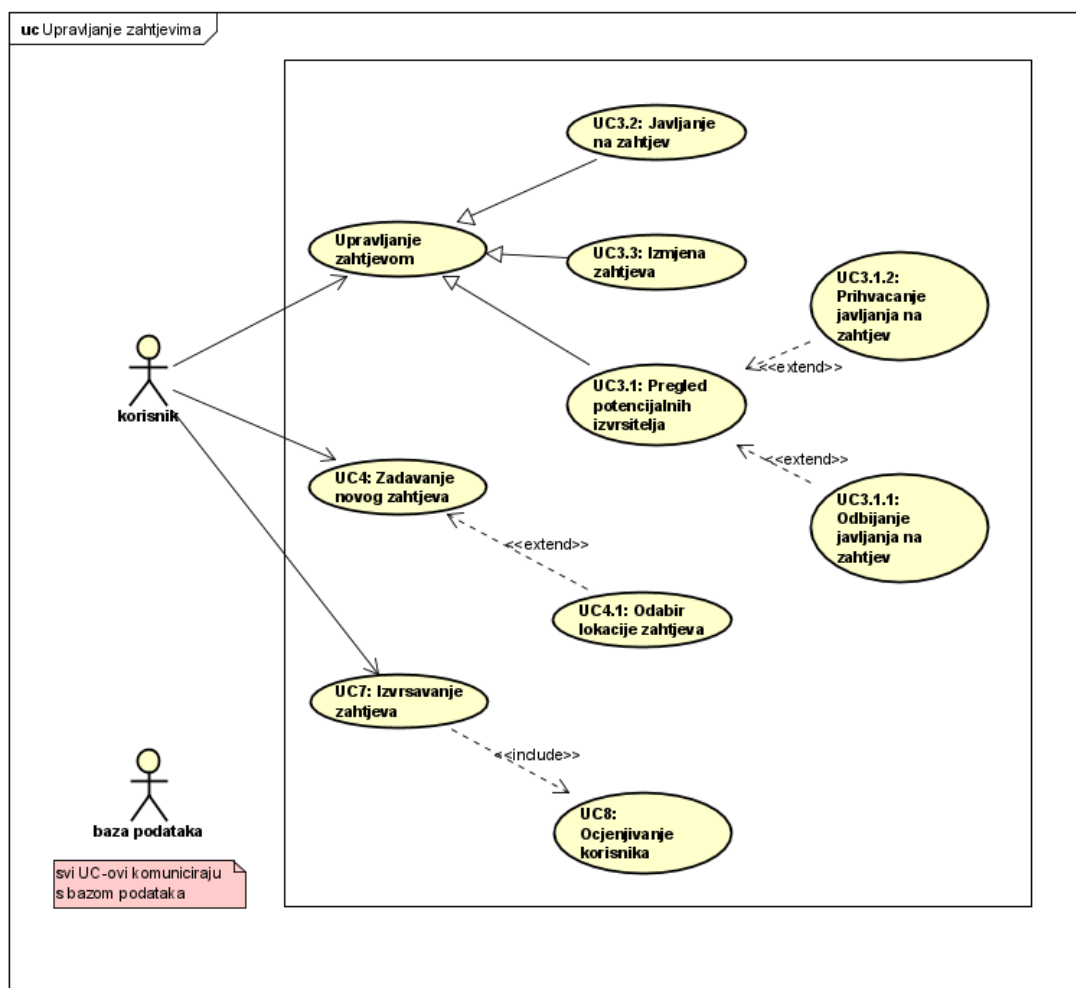 uc Upravljanje zahtjevima
UC3.2: Javljanje
na zahtjev
Upravljanje
zahtjevom
UC3.3: Izmjena
zahtjeva
UC3.1.2:
Prihvacanje
javljanja na
zahtjev
<<extend>>
korisnik
UC3.1: Pregled
potencijalnih
izvrsitelja
<<extend>>
UC4: Zadavanje
novog zahtjeva
UC3.1.1:
Odbijanje
javljanja na
zahtjev
<<extend>>
UC4.1: Odabir
lokacije zahtjeva
UC7: Izvrsavanje
zahtjeva
<<include>>
UC8:
Ocjenjivanje
korisnika
baza podataka
svi UC-ovi komuniciraju
s bazom podataka